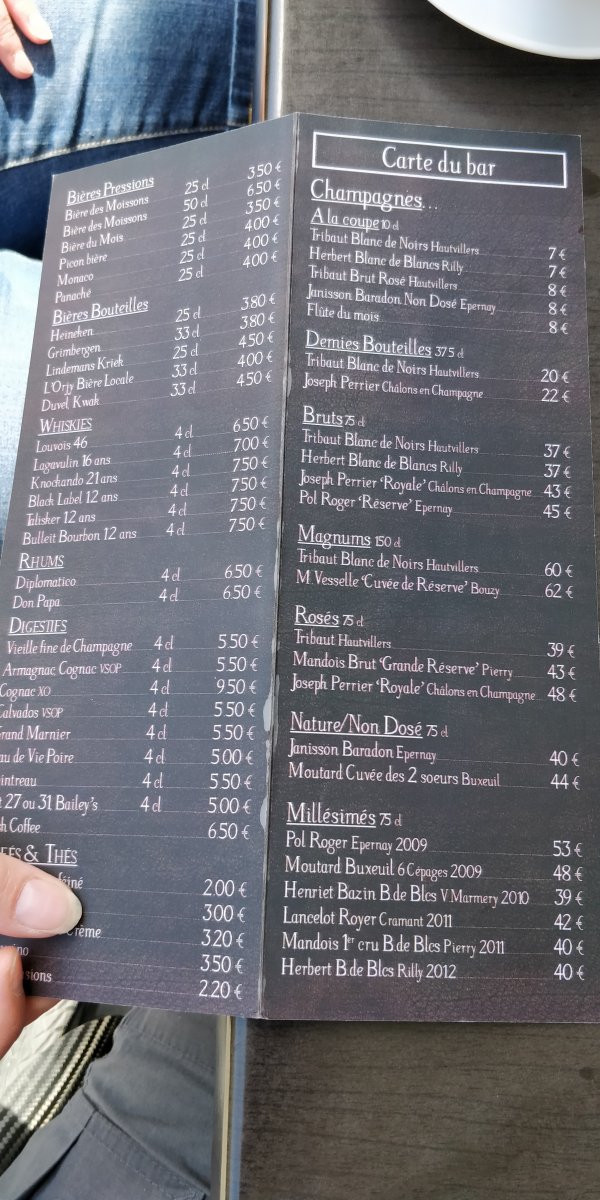 Bières Pressions
Bière des Moissons 25 cl 3.50 €
Bière des Moissons 50 cl 6.50 €
Bière du Mois 25 cl 3.50 €
Picon bière 25 cl 4.00 €
Monaco 25 cl 4.00 €
Panaché 25 cl 4.00 €
Bières Bouteilles
Heineken 25 cl 3.80 €
Grimbergen 33 cl 3.80 €
Lindemans Kriek 25 cl 4.50 €
L'Orjy Bière Locale 33 cl 4.00 €
Duvel, Kwak 33 cl 4.50 €
WHISKIES
Louvois 46 4 cl 6.50 €
Lagavulin 16 ans 4 cl 7.00 €
Knockando 21 ans 4 cl 7.50 €
Black Label 12 ans 4 cl 7.50 €
Talisker 12 ans 4 cl 7.50 €
Bulleit Bourbon 12 ans 4 cl 7.50 €
RHUMS
Diplomatico 4 cl 6.50 €
Don Papa 4 cl 6.50 €
DIGESTIFS
Vieille fine de Champagne 4 cl 5.50 €
Armagnac, Cognac VSOP 4 cl 5.50 €
Cognac XO 4 cl 9.50 €
Calvados VSOP 4 cl 5.50 €
Grand Marnier 4 cl 5.50 €
au de Vie Poire 4 cl 5.00 €
intreau 4 cl 5.50 €
t 27 ou 31 Bailey's 4 cl 5.00 €
h Coffee 6.50 €
FÉS & THÉS
éiné 2.00 €
3.00 €
Crème 3.20 €
ino 3.50 €
sions 2.20 €
Carte du bar
Champagnes...
A la coupe 10 cl
Tribaut Blanc de Noirs Hautvillers 7 €
Herbert Blanc de Blancs Rilly 7 €
Tribaut Brut Rosé Hautvillers 8 €
Janisson Baradon Non Dosé Epernay 8 €
Flûte du mois 8 €
Demies Bouteilles 37.5 cl
Tribaut Blanc de Noirs Hautvillers 20 €
Joseph Perrier Châlons en Champagne 22 €
Bruts 75 cl
Tribaut Blanc de Noirs Hautvillers 37 €
Herbert Blanc de Blancs Rilly 37 €
Joseph Perrier 'Royale' Châlons en Champagne 43 €
Pol Roger 'Réserve' Epernay 45 €
Magnums 150 cl
Tribaut Blanc de Noirs Hautvillers 60 €
M. Vesselle 'Cuvée de Réserve' Bouzy 62 €
Rosés 75 cl
Tribaut Hautvillers 39 €
Mandois Brut 'Grande Réserve' Pierry 43 €
Joseph Perrier 'Royale' Châlons en Champagne 48 €
Nature/Non Dosé 75 cl
Janisson Baradon Epernay 40 €
Moutard Cuvée des 2 soeurs Buxeuil 44 €
Millésimés 75 cl
Pol Roger Epernay 2009 53 €
Moutard Buxeuil 6 Cépages 2009 48 €
Henriet Bazin B.de Blcs V.Marmery 2010 39 €
Lancelot Royer Cramant 2011 42 €
Mandois 1er cru B.de Blcs Pierry 2011 40 €
Herbert B.de Blcs Rilly 2012 40 €